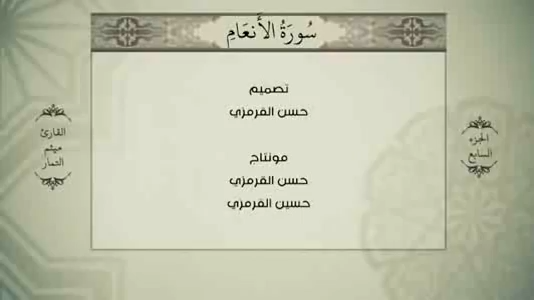 سُورَةُ الأَنعَامِ
تصميم
حسن القرمزي
مونتاج
حسن القرمزي
حسين القرمزي
الجزء
السابع
القارئ
ميثم
التمار